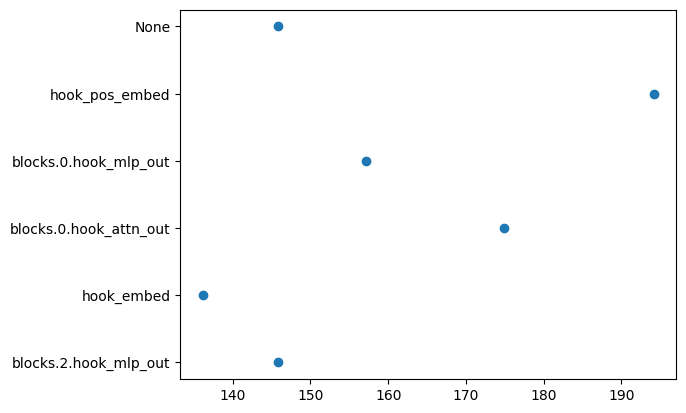 None
hook_pos_embed
blocks.0.hook_mlp_out
blocks.0.hook_attn_out
hook_embed
blocks.2.hook_mlp_out
140 150 160 170 180 190